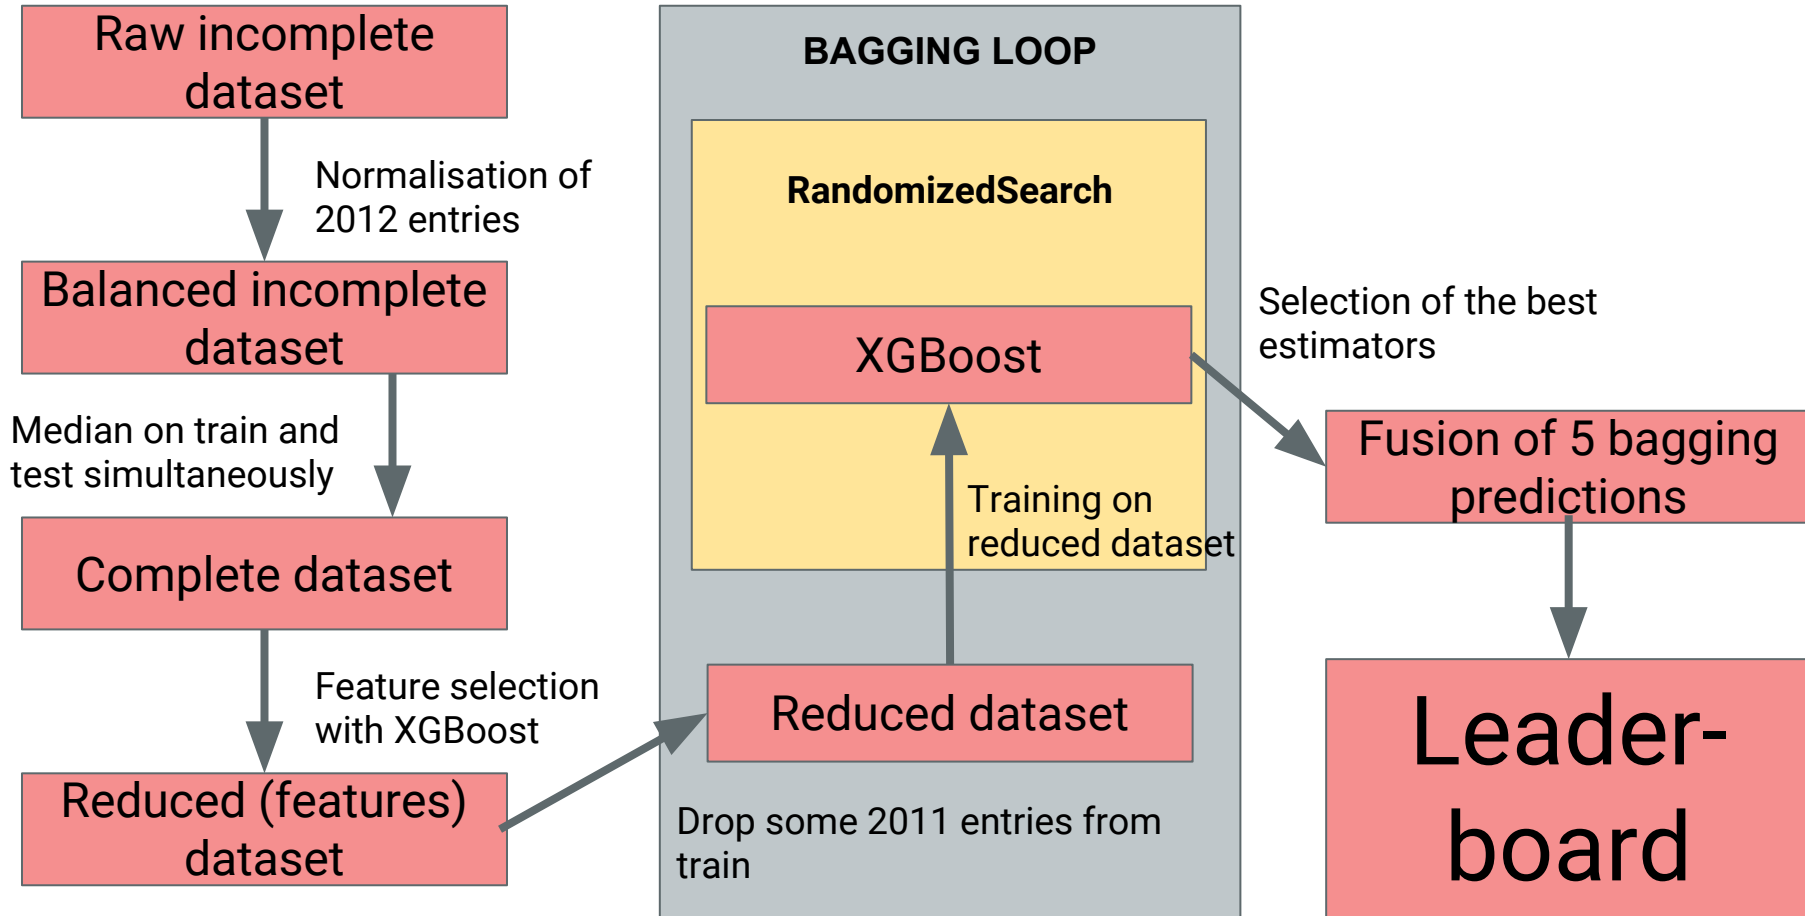 Raw incomplete
dataset
Normalisation of
2012 entries
Balanced incomplete
dataset
Median on train and
test simultaneously
Complete dataset
Feature selection
with XGBoost
Reduced (features)
dataset
BAGGING LOOP
RandomizedSearch
XGBoost
Training on
reduced dataset
Reduced dataset
Drop some 2011 entries from
train
Selection of the best
estimators
Fusion of 5 bagging
predictions
Leader-
board